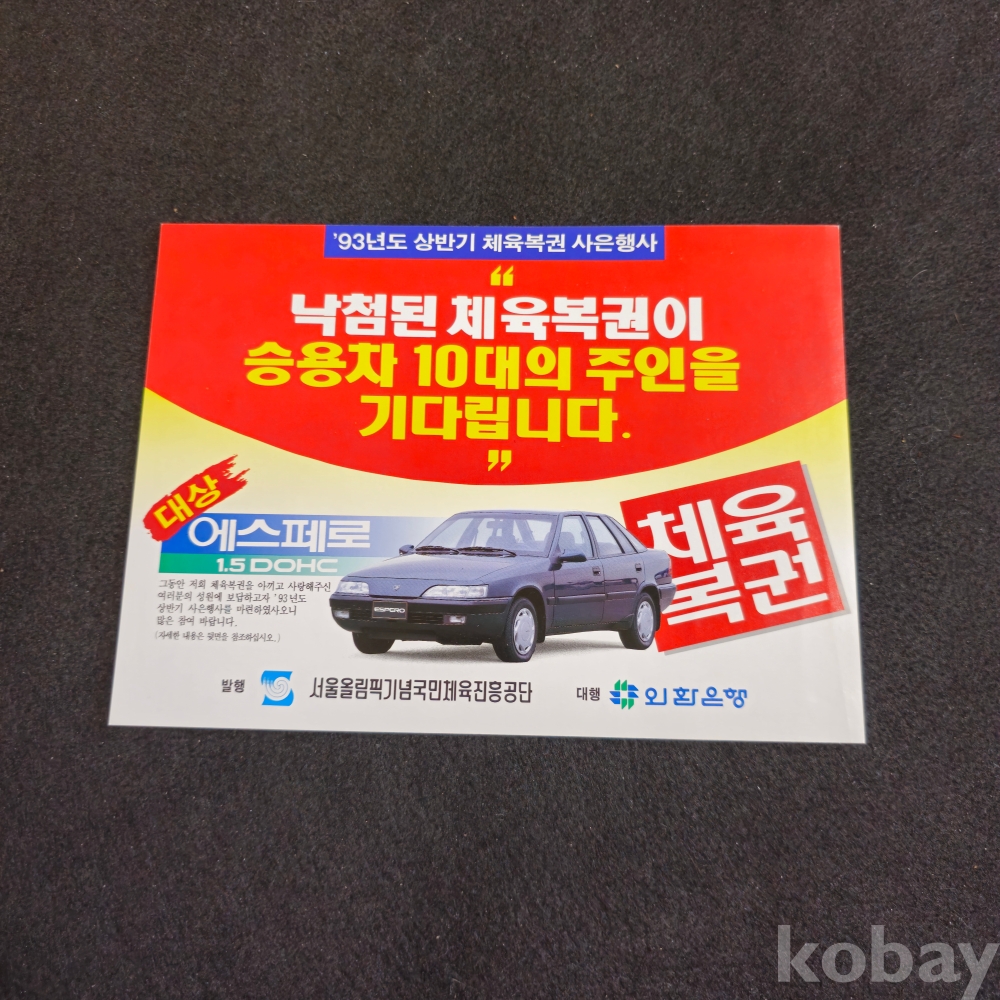 '93년도 상반기 체육복권 사은행사
“
낙첨된 체육복권이
승용차 10대의 주인을
기다립니다.
”
대상
에스페로
1.5 DOHC
그동안 저희 체육복권을 아끼고 사랑해주신
여러분의 성원에 보답하고자 '93년도
상반기 사은행사를 마련하였사오니
많은 참여 바랍니다.
(자세한 내용은 뒷면을 참조하십시오.)
ESPERO
체육
복권
발행 서울올림픽기념국민체육진흥공단
대행 외환은행
kobay